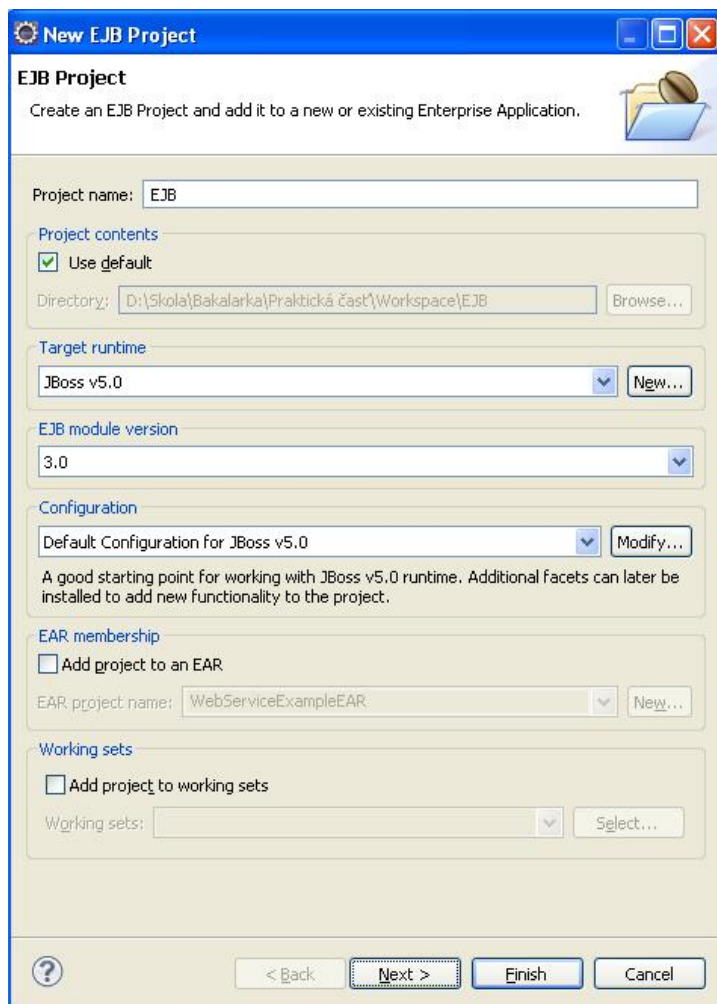 New EJB Project
EJB Project
Create an EJB Project and add it to a new or existing Enterprise Application.
Project name: EJB
Project contents
Use default
Directory: D:\Skola\Bakalarka\Praktická časť\Workspace\EJB Browse...
Target runtime
JBoss v5.0 New...
EJB module version
3.0
Configuration
Default Configuration for JBoss v5.0 Modify...
A good starting point for working with JBoss v5.0 runtime. Additional facets can later be
installed to add new functionality to the project.
EAR membership
Add project to an EAR
EAR project name: WebServiceExampleEAR New...
Working sets
Add project to working sets
Working sets: Select...
? < Back Next > Finish Cancel